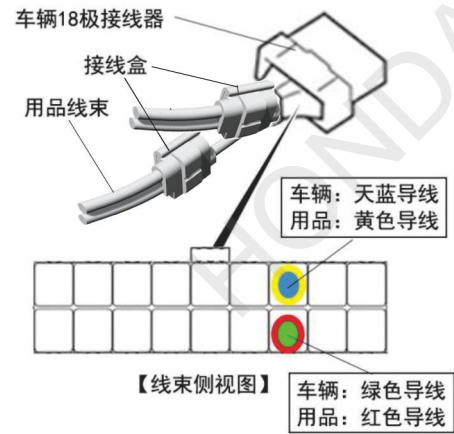 车辆18极接线器
接线盒
用品线束
车辆：天蓝导线
用品：黄色导线
【线束侧视图】
车辆：绿色导线
用品：红色导线
HONDA